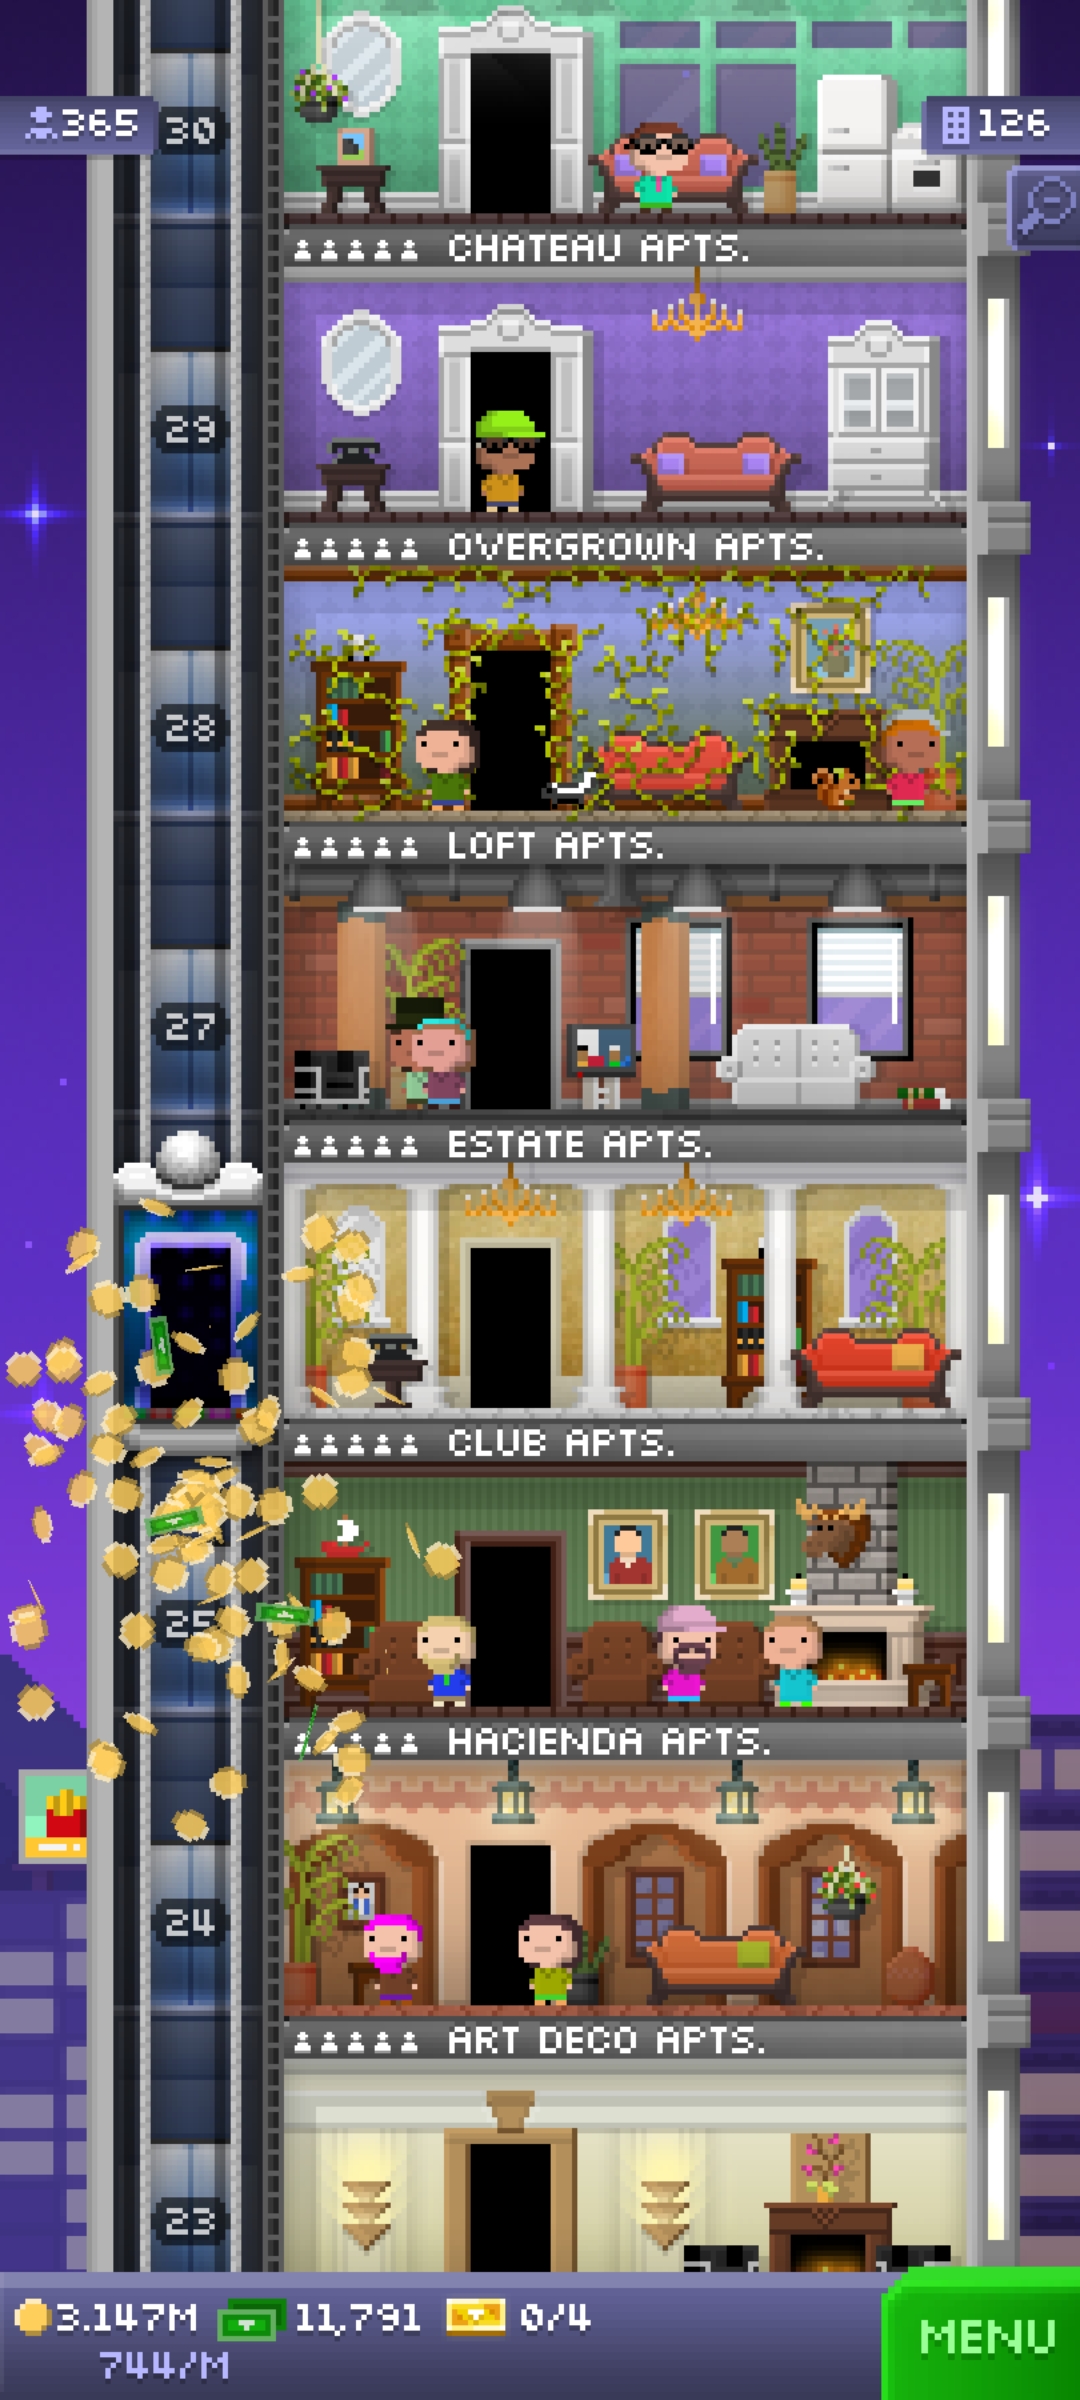 365
30
126
CHATEAU APTS.
29
OVERGROWN APTS.
28
LOFT APTS.
27
ESTATE APTS.
CLUB APTS.
25
HACIENDA APTS.
24
ART DECO APTS.
23
3.147M 11,791 0/4
744/M
MENU